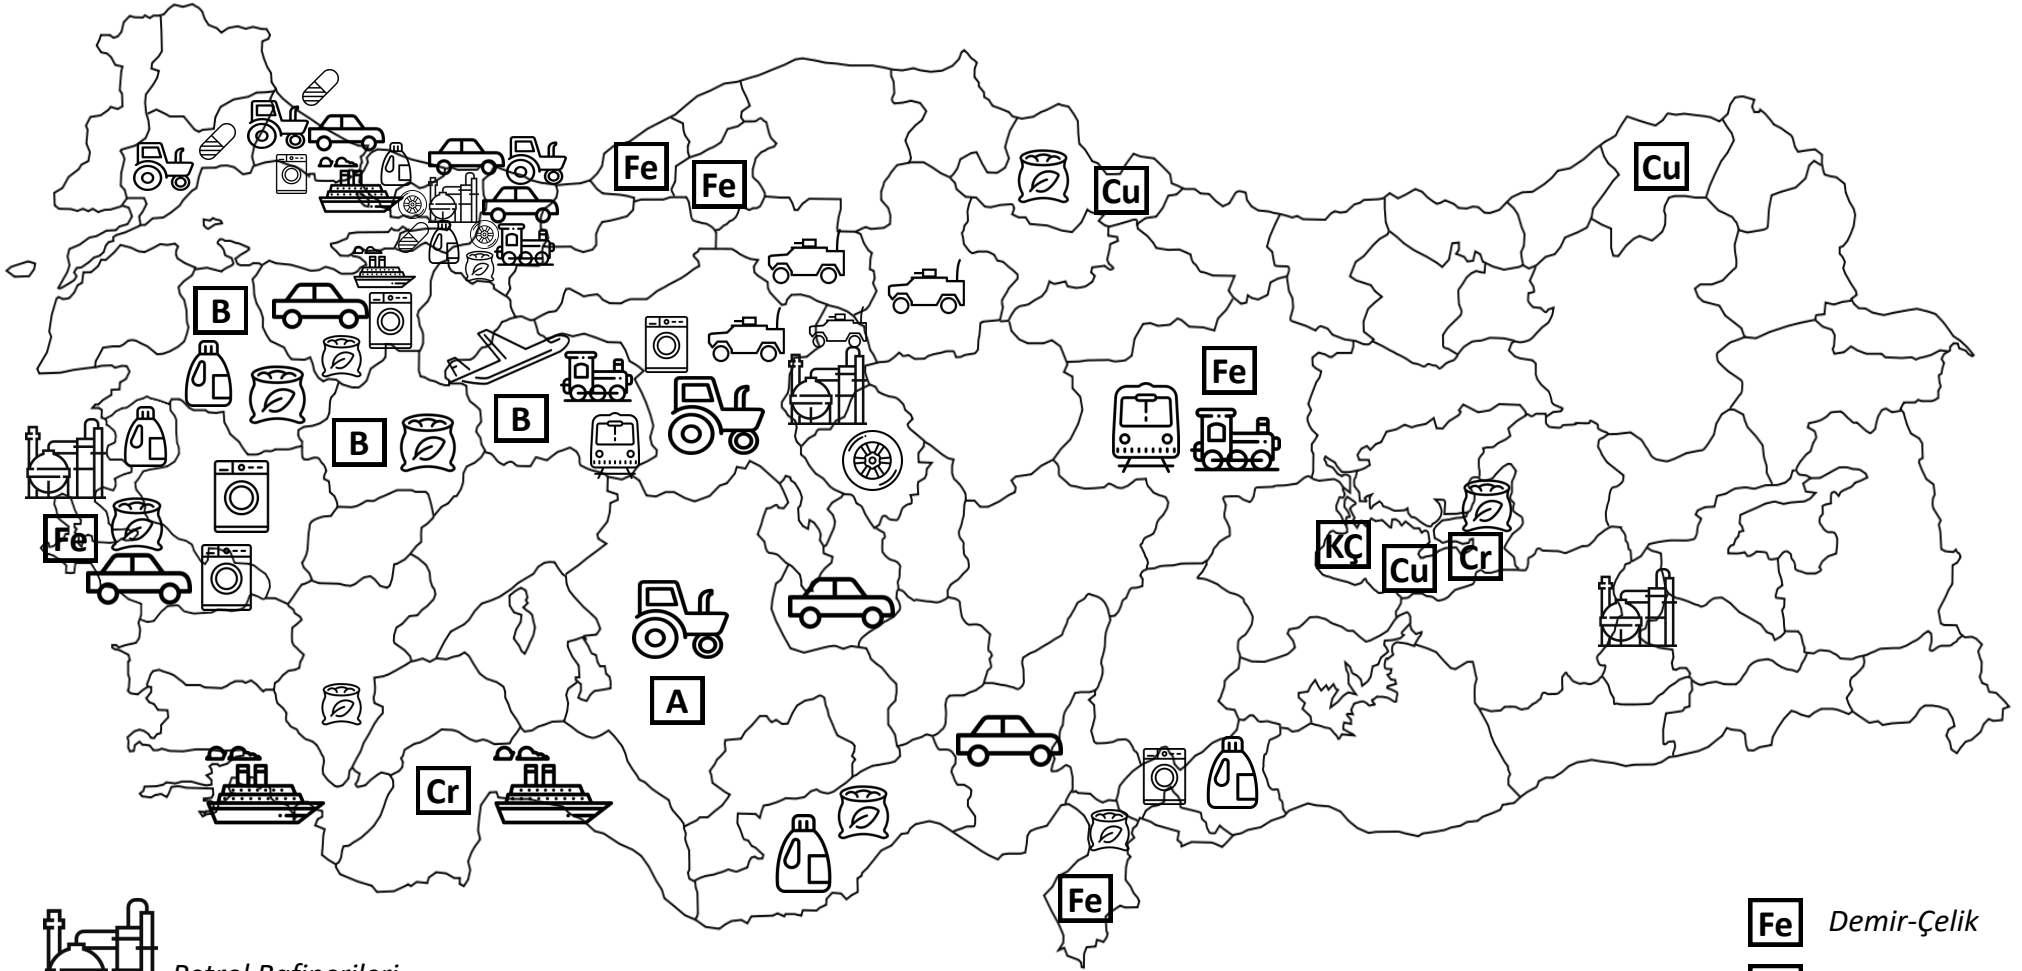 Fe
Fe
Cu
Cu
B
Fe
B
B
Fe
KÇ
Cu
Cr
A
Cr
Fe
Fe Demir-Çelik
Petrol Rafinerileri